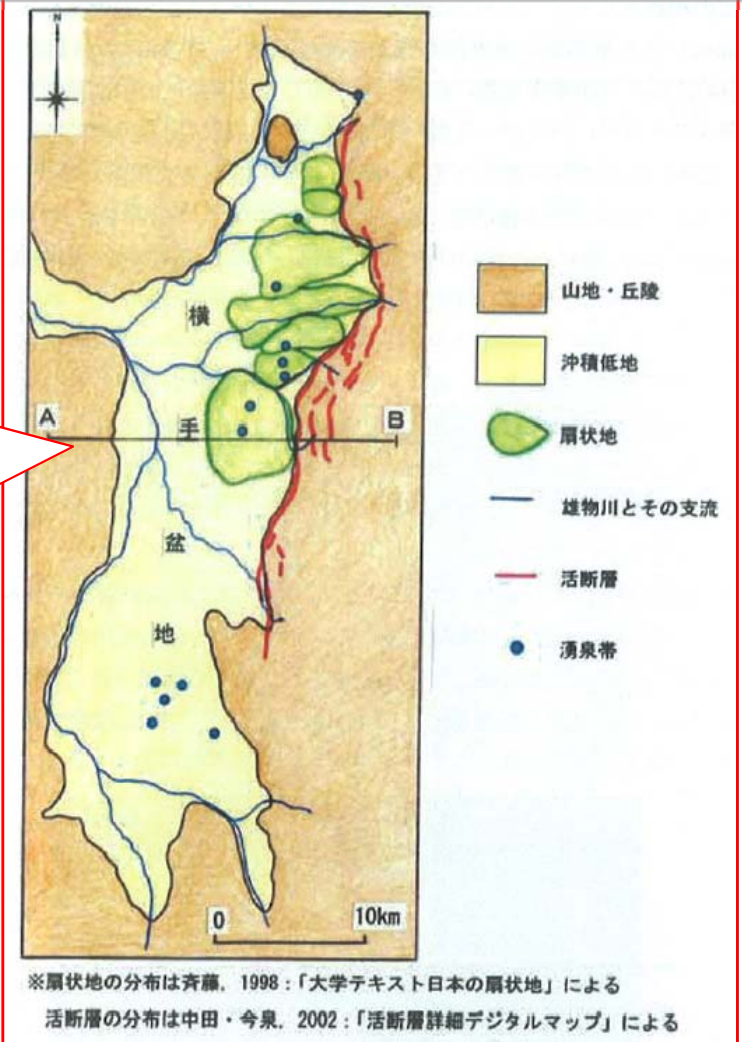 N
横
手
盆
地
A
B
0 10km
山地・丘陵
沖積低地
扇状地
雄物川とその支流
活断層
湧泉帯
※扇状地の分布は斉藤，1998：「大学テキスト日本の扇状地」による
活断層の分布は中田・今泉，2002：「活断層詳細デジタルマップ」による